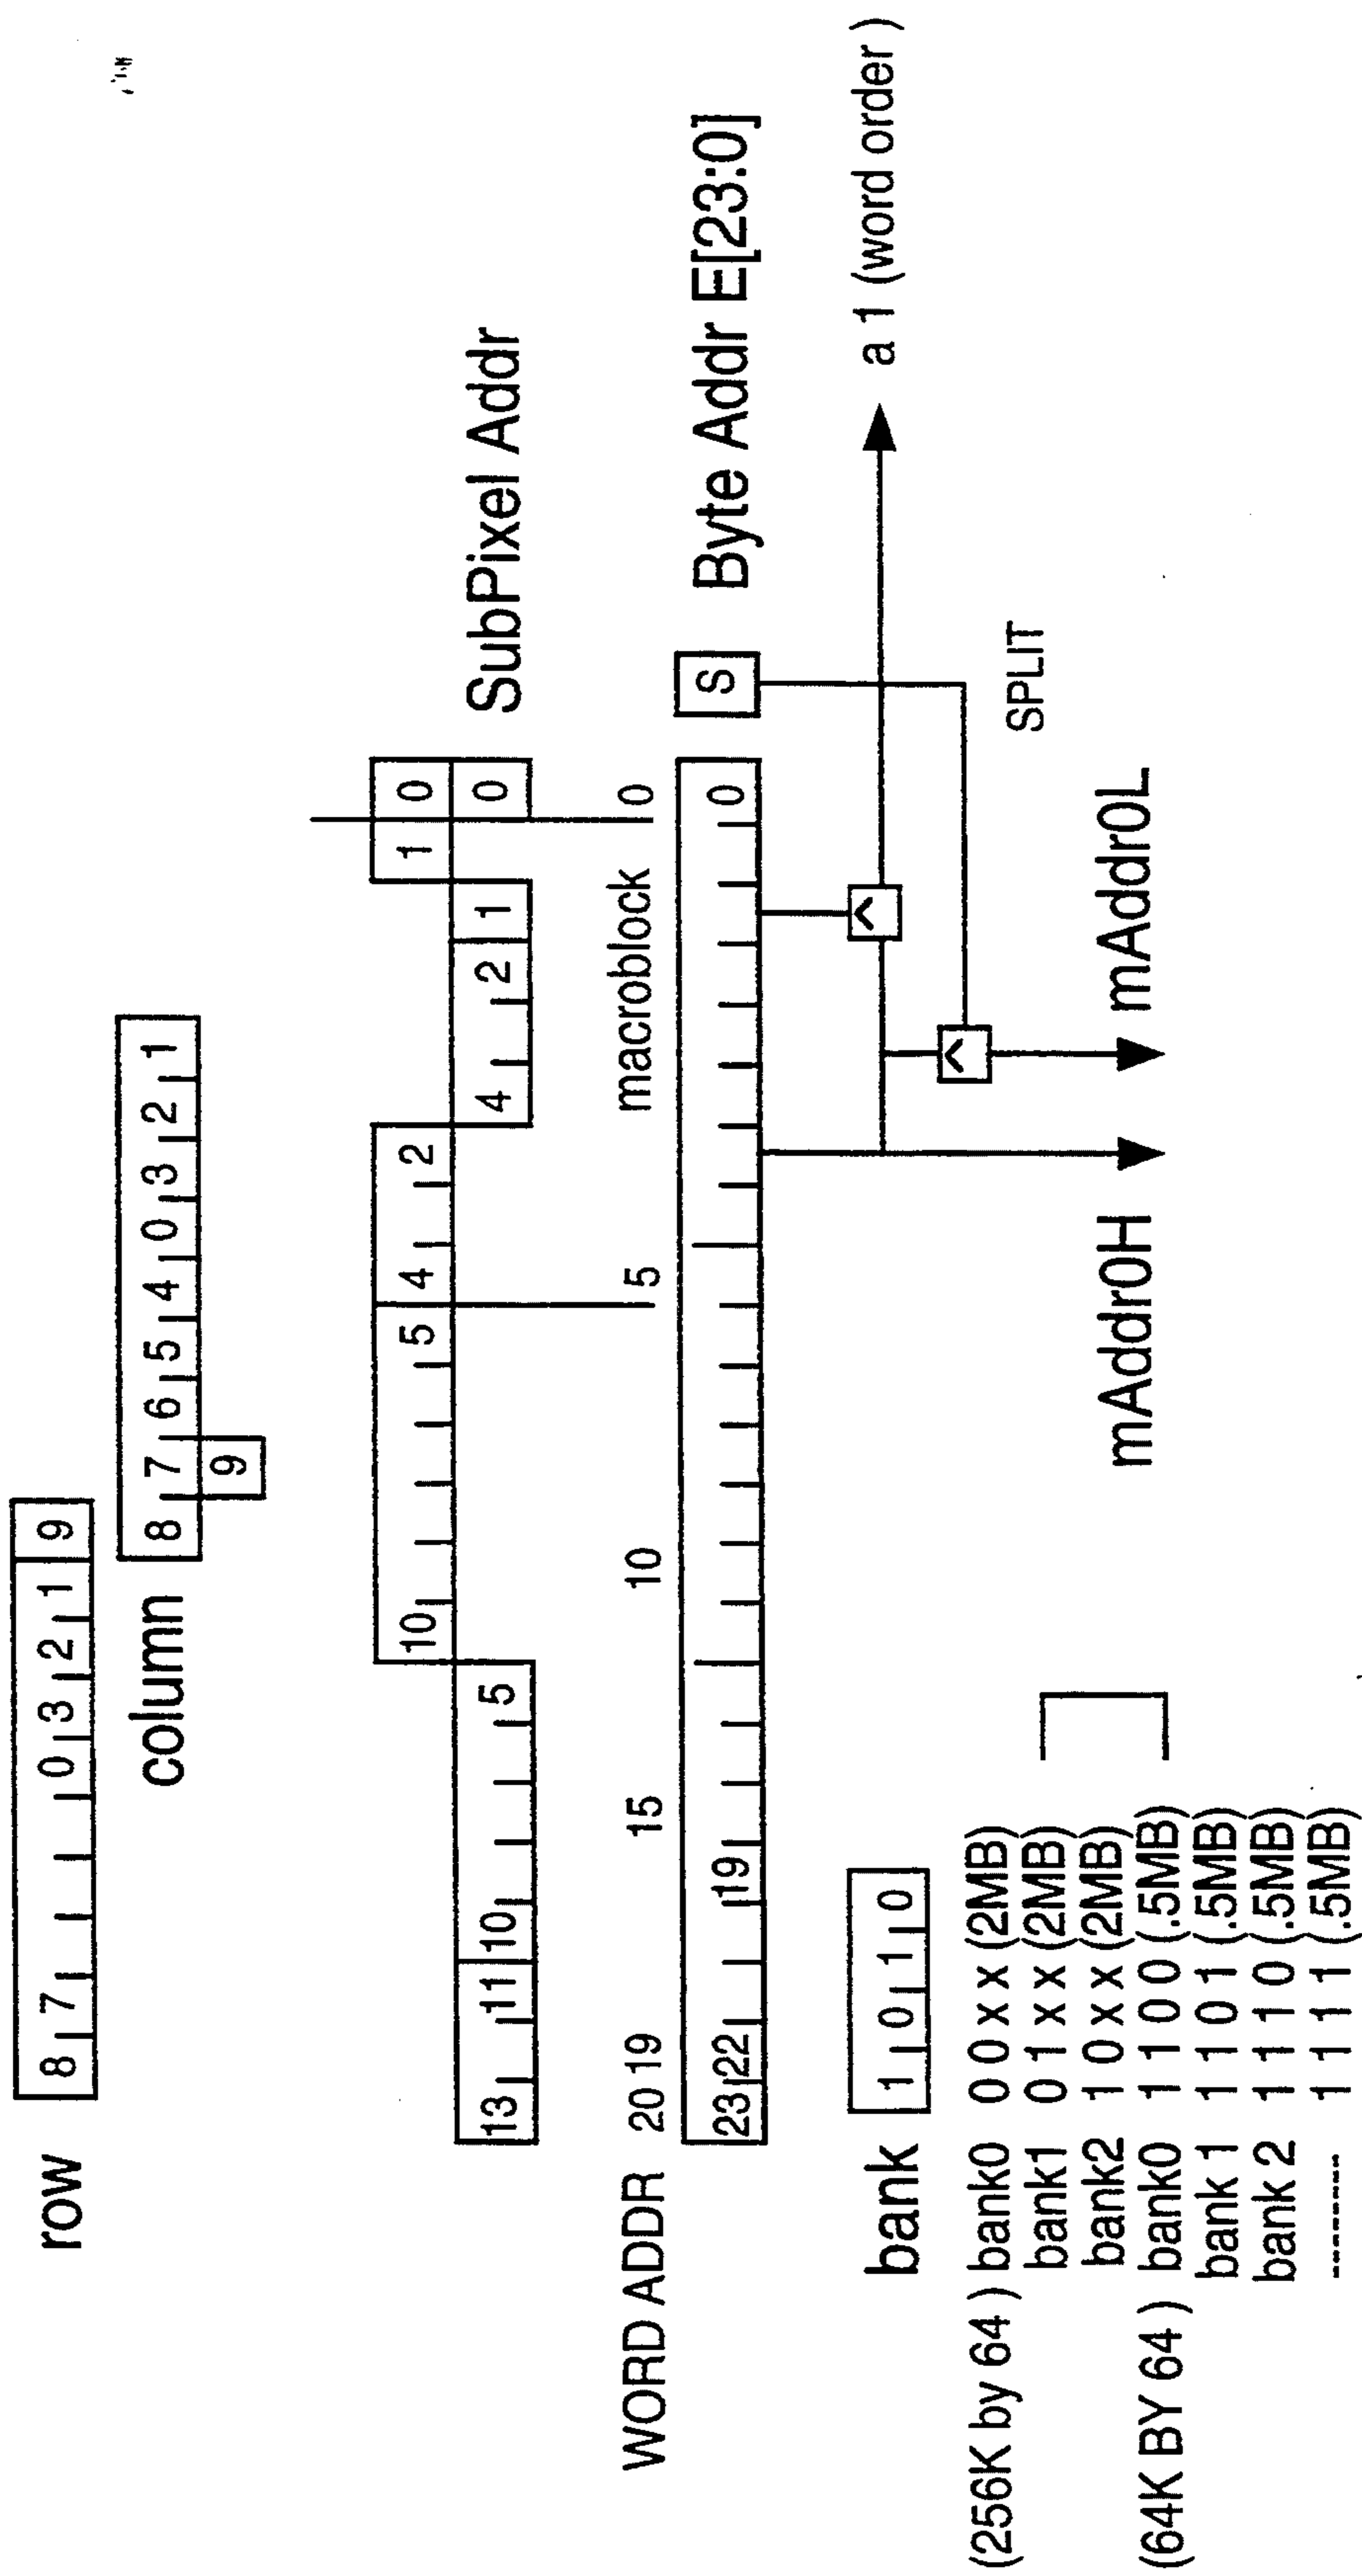 row 8 7 0 3 2 1 9
column 8 7 6 5 4 0 3 2 1
9
10 5 4 2 1 0
13 11 10 5 4 2 1 0 SubPixel Addr
WORD ADDR 20 19 15 10 5 macroblock 0
23 22 19 0 S Byte Addr E[23:0]
bank 1 0 1 0
< a 1 (word order )
< SPLIT
(256K by 64 ) bank0 0 0 x x (2MB)
bank1 0 1 x x (2MB)
bank2 1 0 x x (2MB)
(64K BY 64 ) bank0 1 1 0 0 (.5MB)
bank 1 1 1 0 1 (.5MB)
bank 2 1 1 1 0 (.5MB)
-------- 1 1 1 1 (.5MB)
mAddr0H mAddr0L